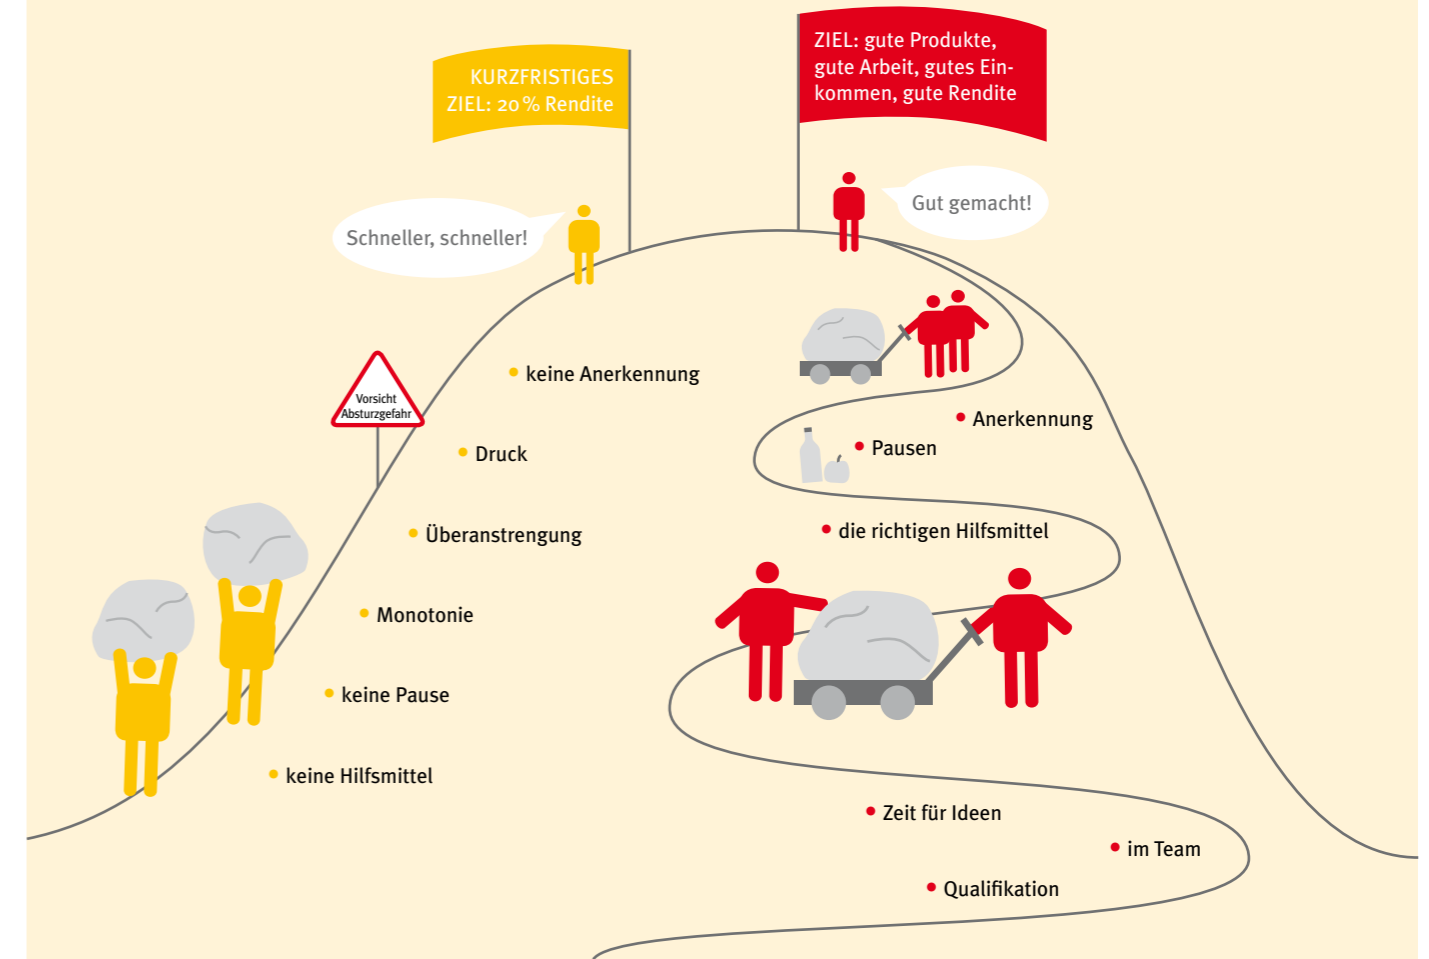 KURZFRISTIGES
ZIEL: 20 % Rendite
ZIEL: gute Produkte,
gute Arbeit, gutes Ein-
kommen, gute Rendite
Schneller, schneller!
Gut gemacht!
Vorsicht
Absturzgefahr
keine Anerkennung
Druck
Überanstrengung
Monotonie
keine Pause
keine Hilfsmittel
Anerkennung
Pausen
die richtigen Hilfsmittel
Zeit für Ideen
im Team
Qualifikation